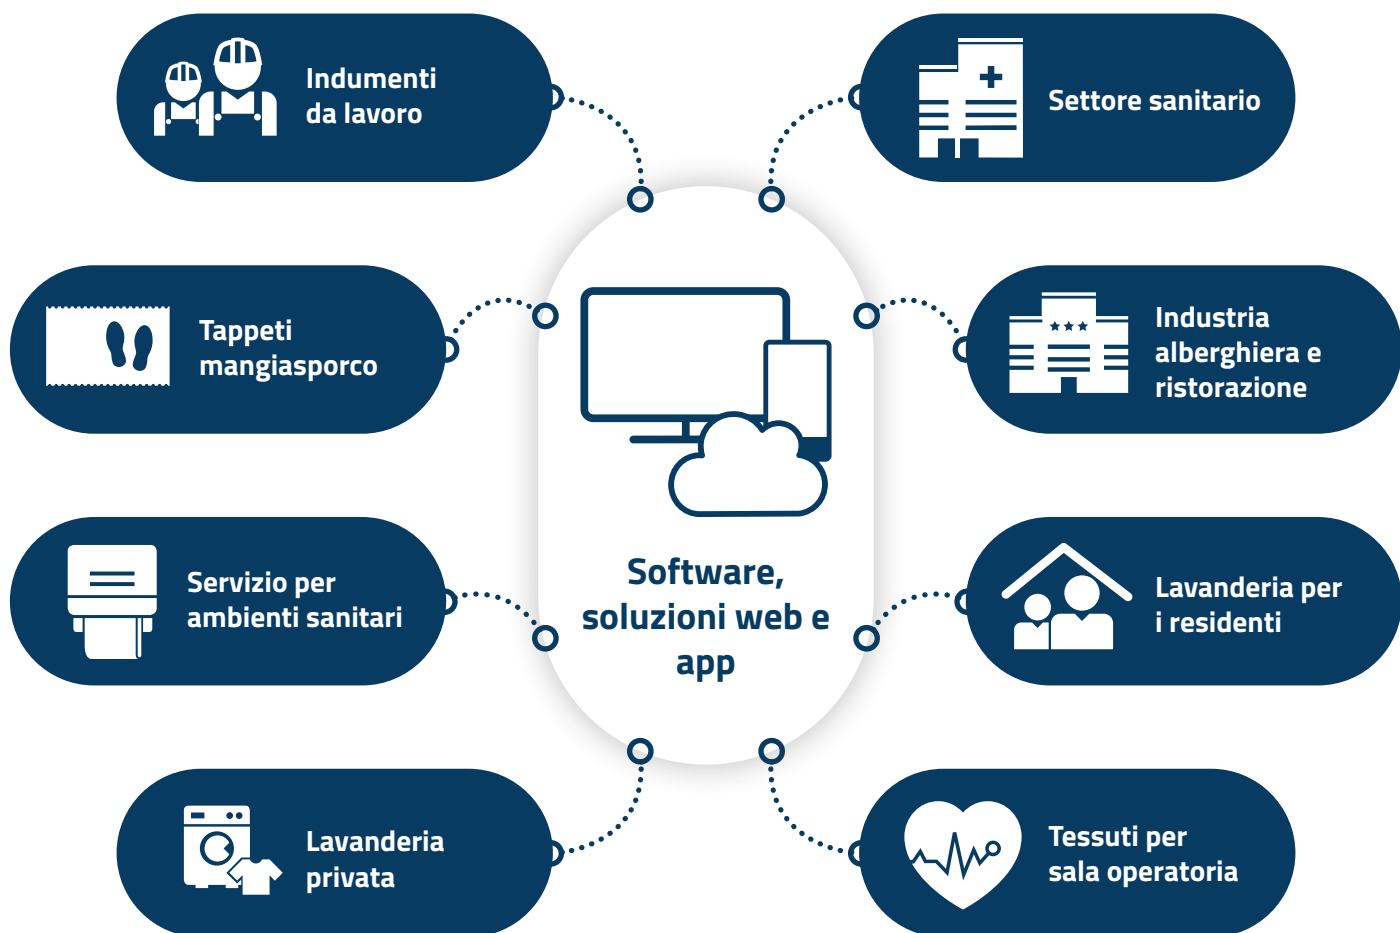 Indumenti
da lavoro
Settore sanitario
Tappeti
mangiasporco
Industria
alberghiera e
ristorazione
Software,
soluzioni web e
app
Servizio per
ambienti sanitari
Lavanderia per
i residenti
Lavanderia
privata
Tessuti per
sala operatoria